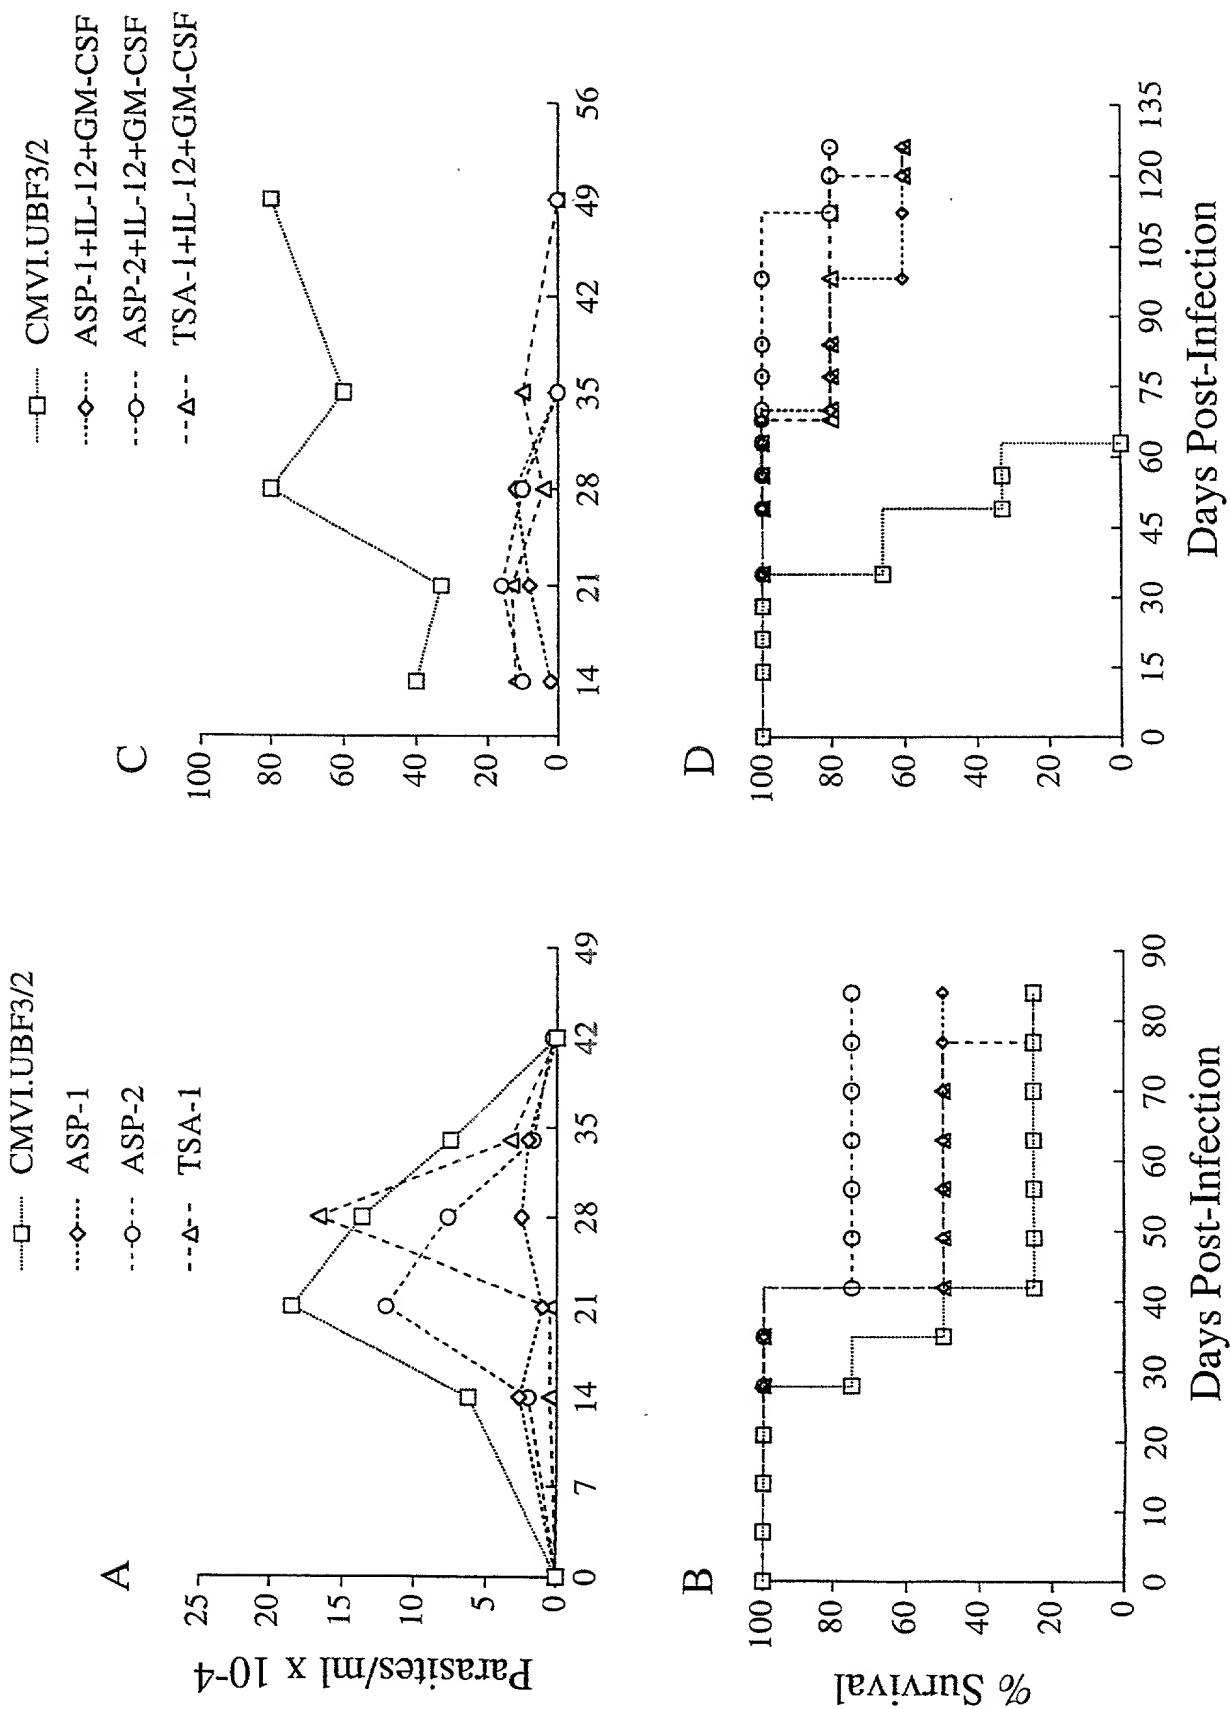 A
CMVI.UBF3/2
ASP-1
ASP-2
TSA-1
Parasites/ml x 10-4
25
20
15
10
5
0
0 7 14 21 28 35 42 49
B
% Survival
100
80
60
40
20
0
0 10 20 30 40 50 60 70 80 90
Days Post-Infection
C
CMVI.UBF3/2
ASP-1+IL-12+GM-CSF
ASP-2+IL-12+GM-CSF
TSA-1+IL-12+GM-CSF
100
80
60
40
20
0
14 21 28 35 42 49 56
D
100
80
60
40
20
0
0 15 30 45 60 75 90 105 120 135
Days Post-Infection